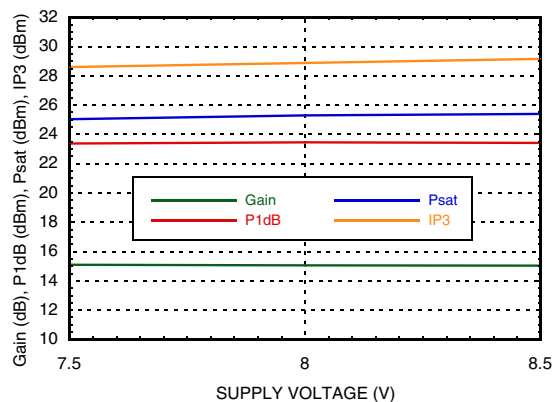 Gain (dB), P1dB (dBm), Psat (dBm), IP3 (dBm)
32
30
28
26
24
22
20
18
16
14
12
10
Gain
Psat
P1dB
IP3
7.5
8
8.5
SUPPLY VOLTAGE (V)